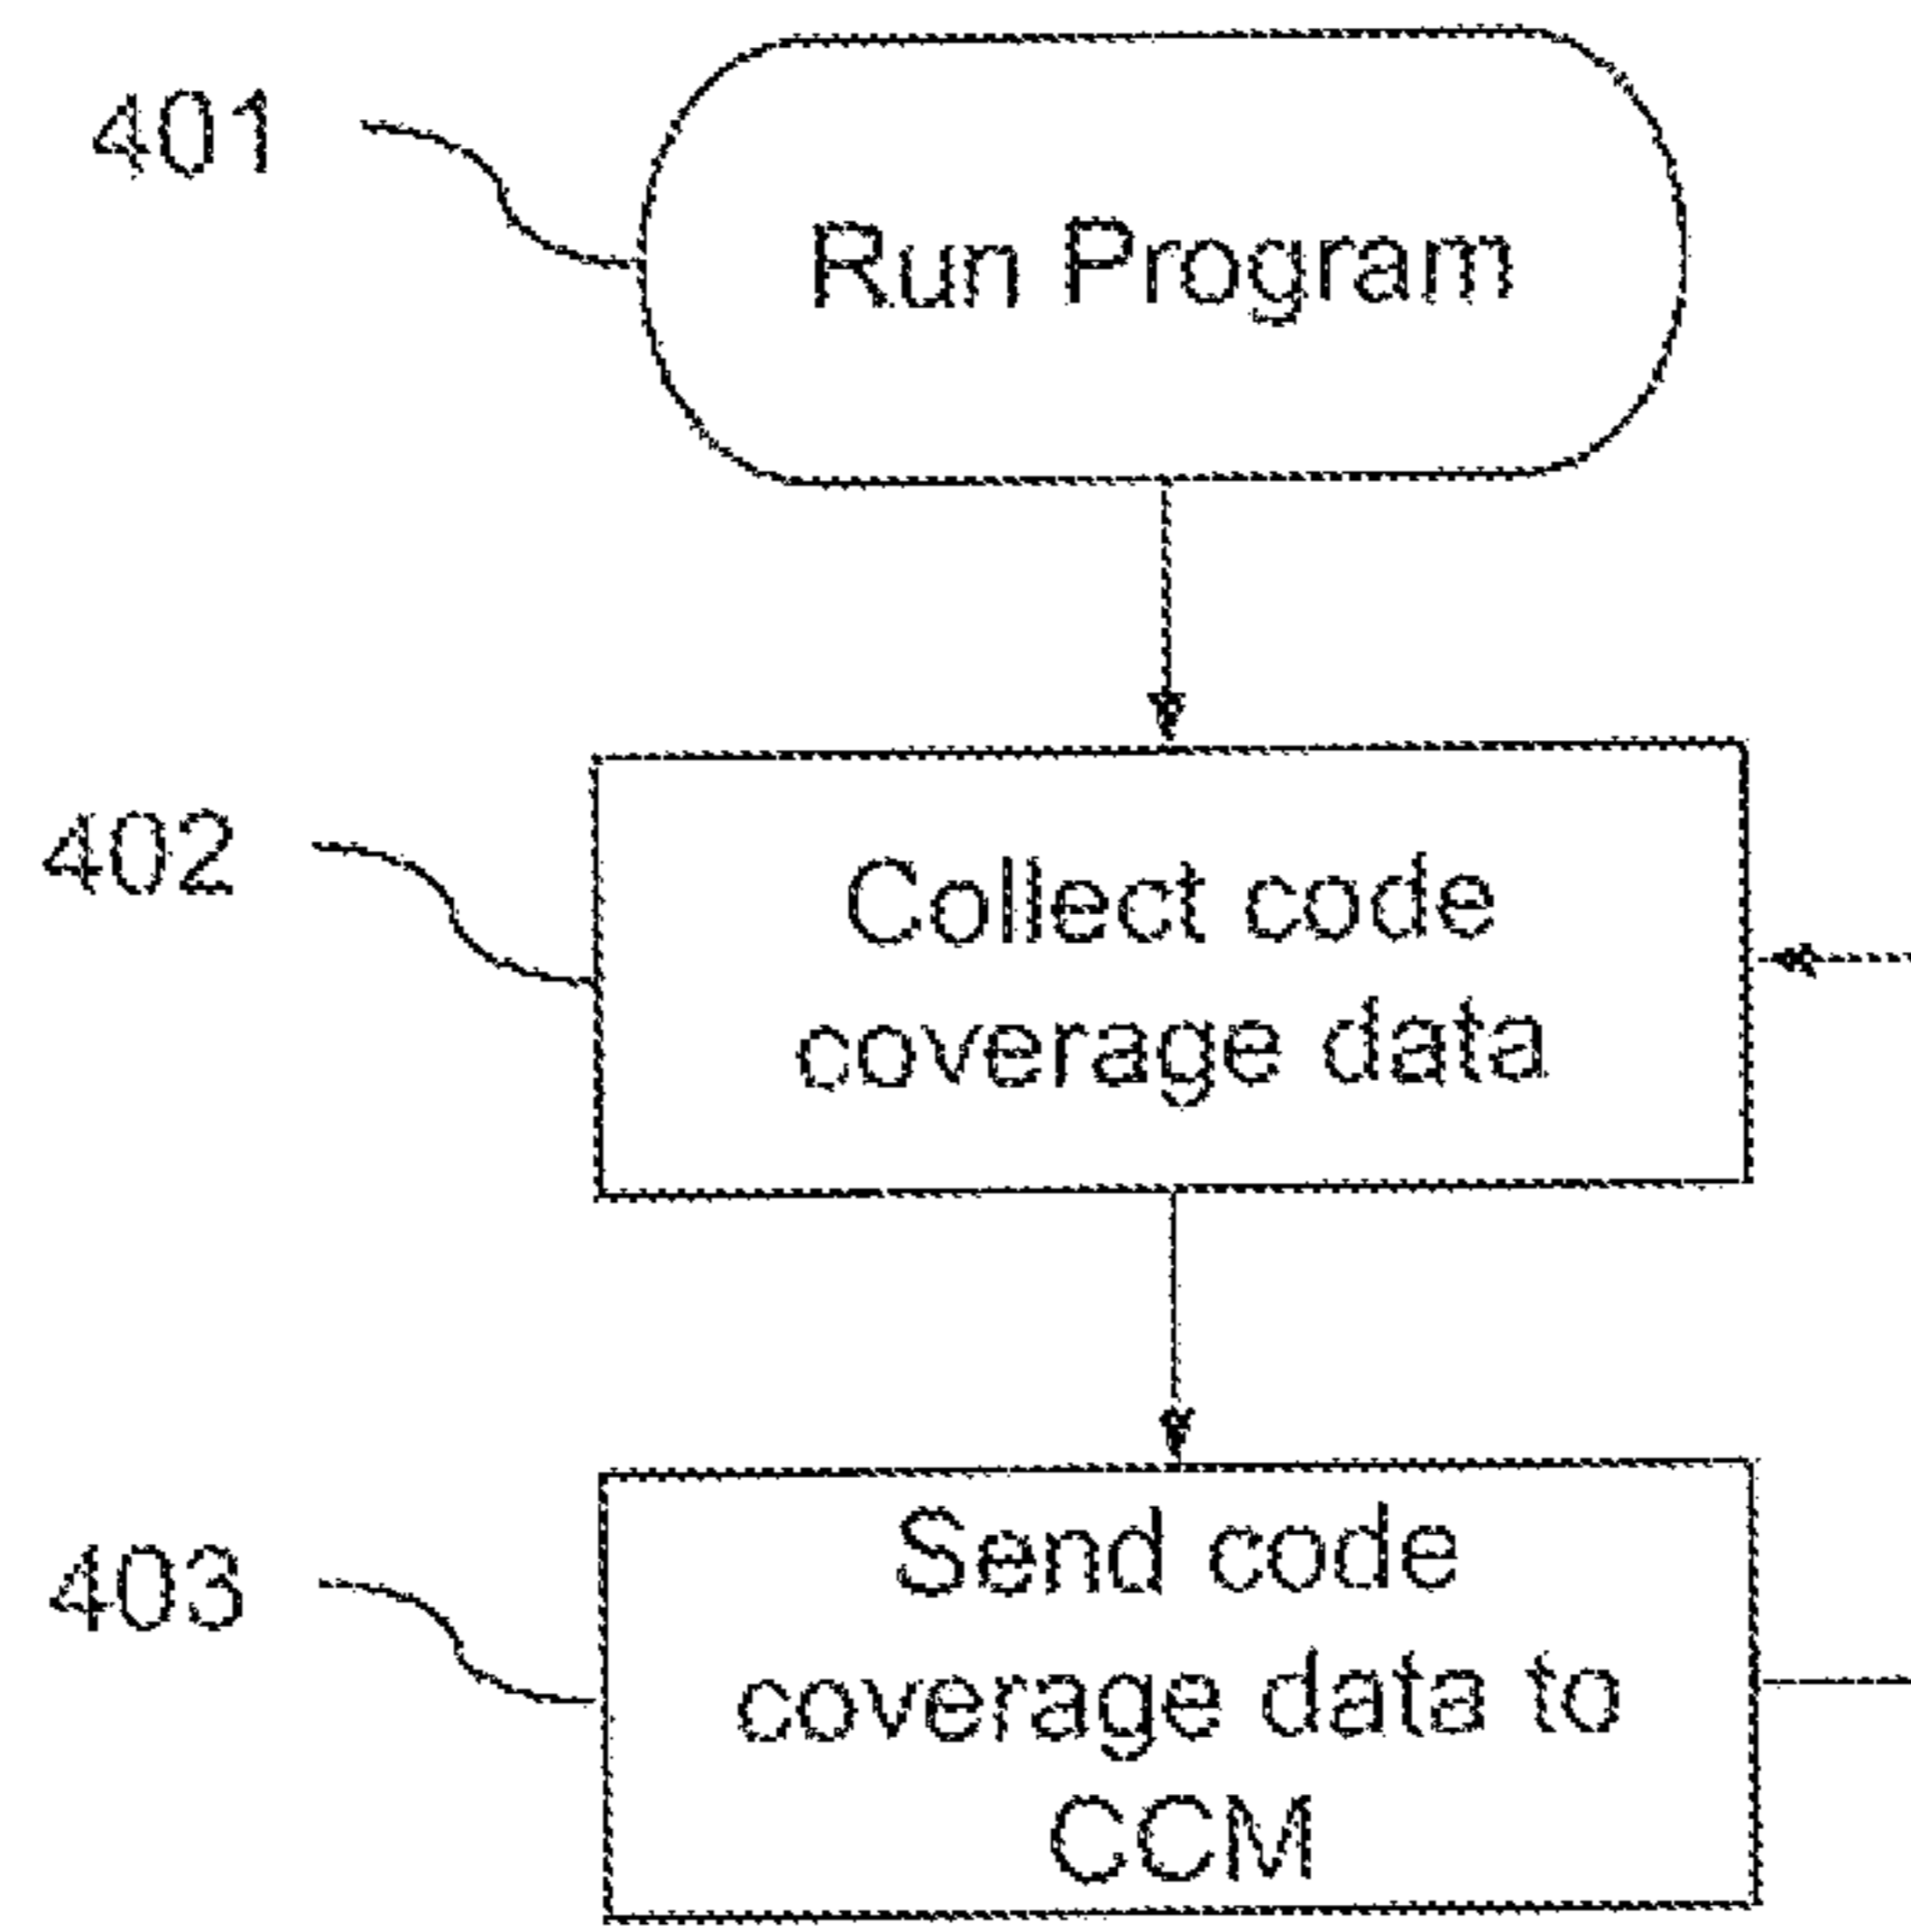 401
Run Program
402
Collect code
coverage data
403
Send code
coverage data to
CCM